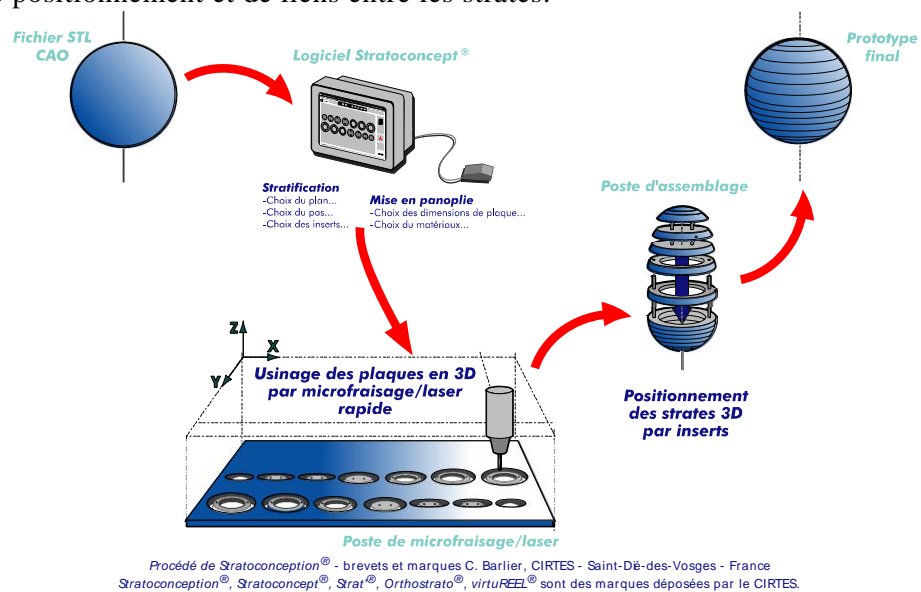 positionnement et de liens entre les strates.
Fichier STL
CAO
Logiciel Stratoconcept ®
Prototype
final
Stratification
-Choix du plan...
-Choix du pas...
-Choix des inserts...
Mise en panoplie
-Choix des dimensions de plaque...
-Choix du matériaux...
Poste d'assemblage
Z
X
Y
Usinage des plaques en 3D
par microfraisage/laser
rapide
Positionnement
des strates 3D
par inserts
Poste de microfraisage/laser
Procédé de Stratoconception® - brevets et marques C. Barlier, CIRTES - Saint-Dié-des-Vosges - France
Stratoconception®, Stratoconcept®, Strat'®, Orthostrato®, virtuREEL® sont des marques déposées par le CIRTES.